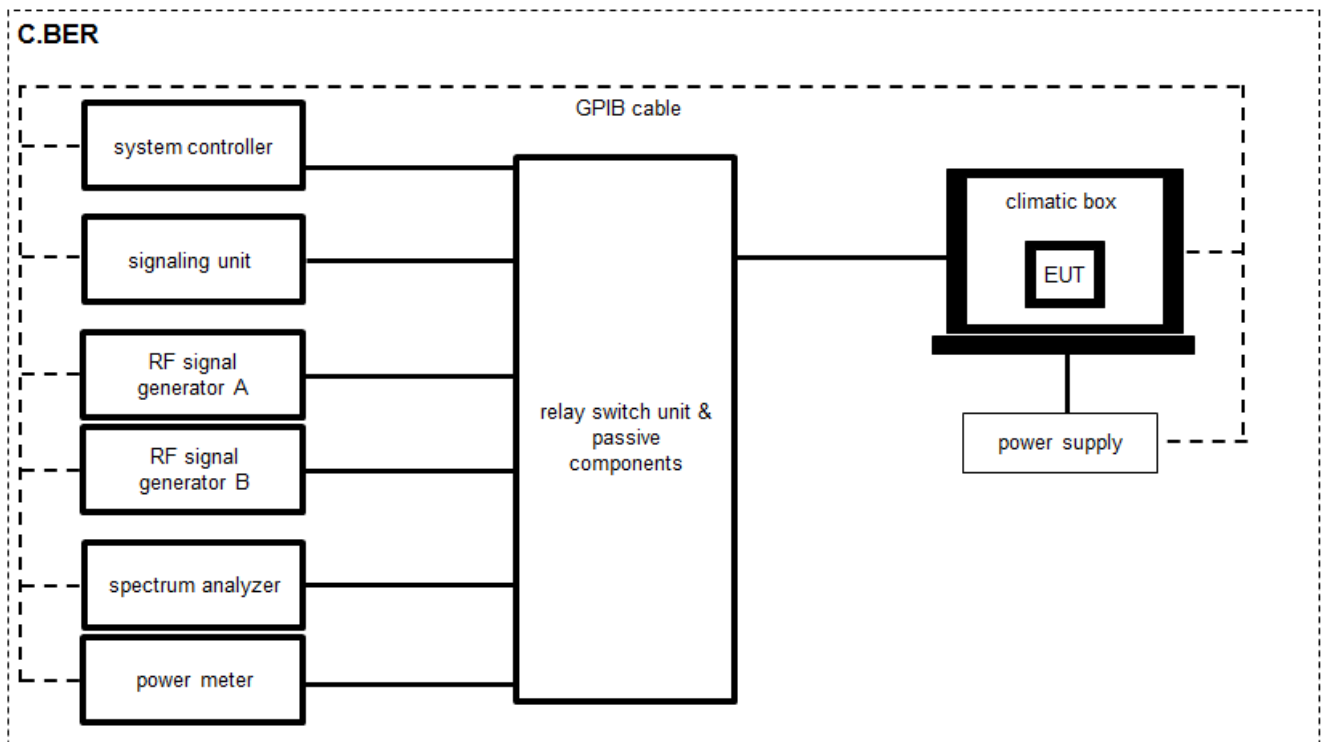 C.BER
GPIB cable
system controller
signaling unit
RF signal
generator A
RF signal
generator B
spectrum analyzer
power meter
relay switch unit &
passive
components
climatic box
EUT
power supply